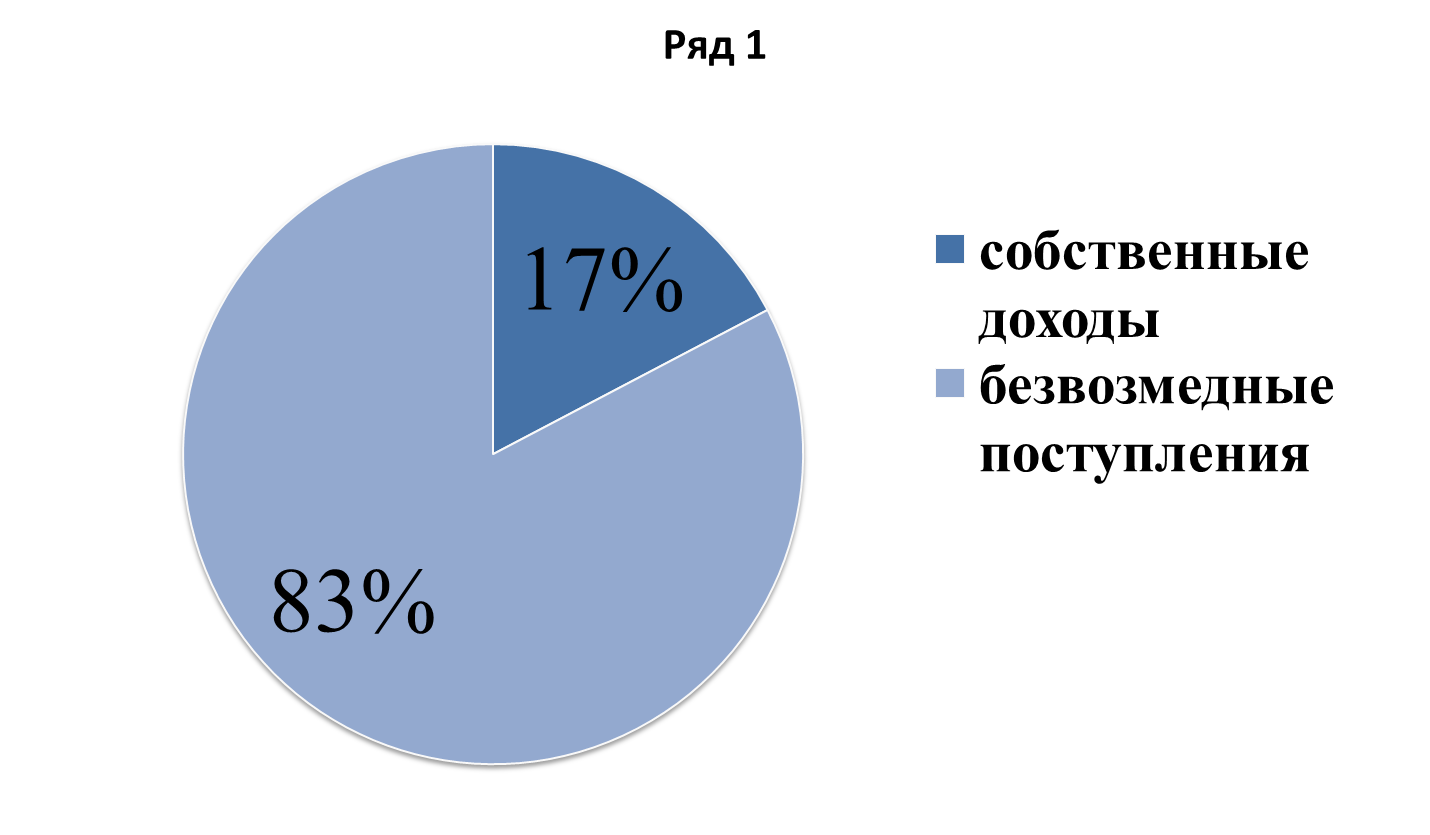 Ряд 1
17%
83%
собственные
доходы
безвозмедные
поступления